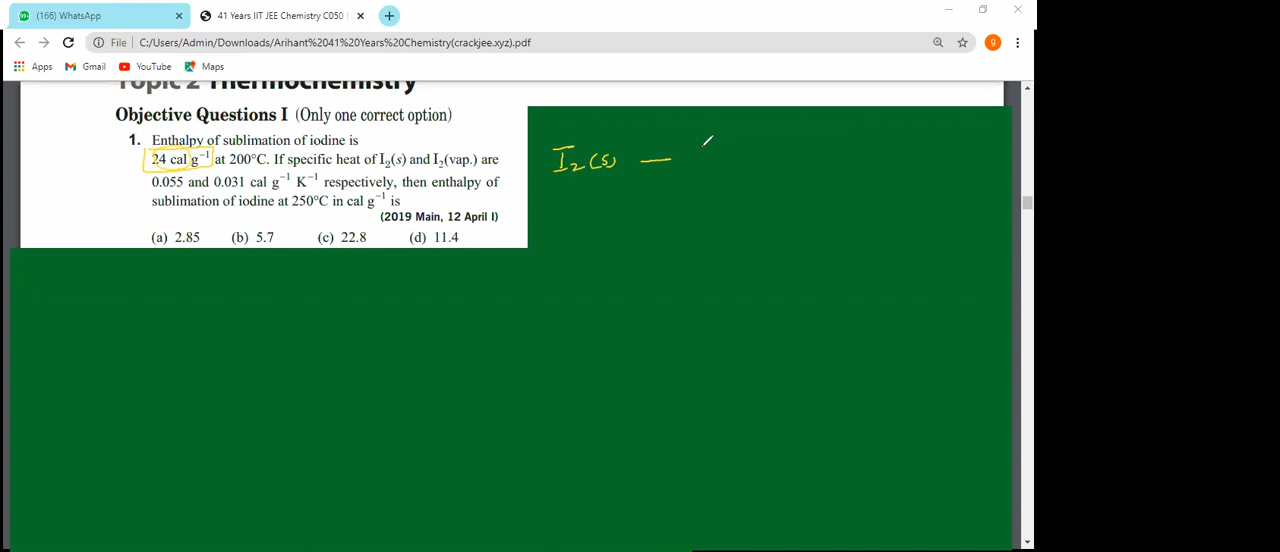 (166) WhatsApp
41 Years IIT JEE Chemistry C050
File C:/Users/Admin/Downloads/Arihant%2041%20Years%20Chemistry(crackjee.xyz).pdf
g
Apps Gmail YouTube Maps
Topic 2 Thermochemistry
Objective Questions I (Only one correct option)
1. Enthalpy of sublimation of iodine is
24 cal g⁻¹ at 200°C. If specific heat of I₂(s) and I₂(vap.) are
0.055 and 0.031 cal g⁻¹ K⁻¹ respectively, then enthalpy of
sublimation of iodine at 250°C in cal g⁻¹ is
(2019 Main, 12 April I)
(a) 2.85 (b) 5.7 (c) 22.8 (d) 11.4
I₂(s) —